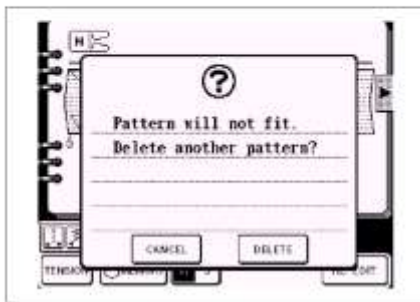 N
Pattern will not fit.
Delete another pattern?
CANCEL
DELETE
TENSION